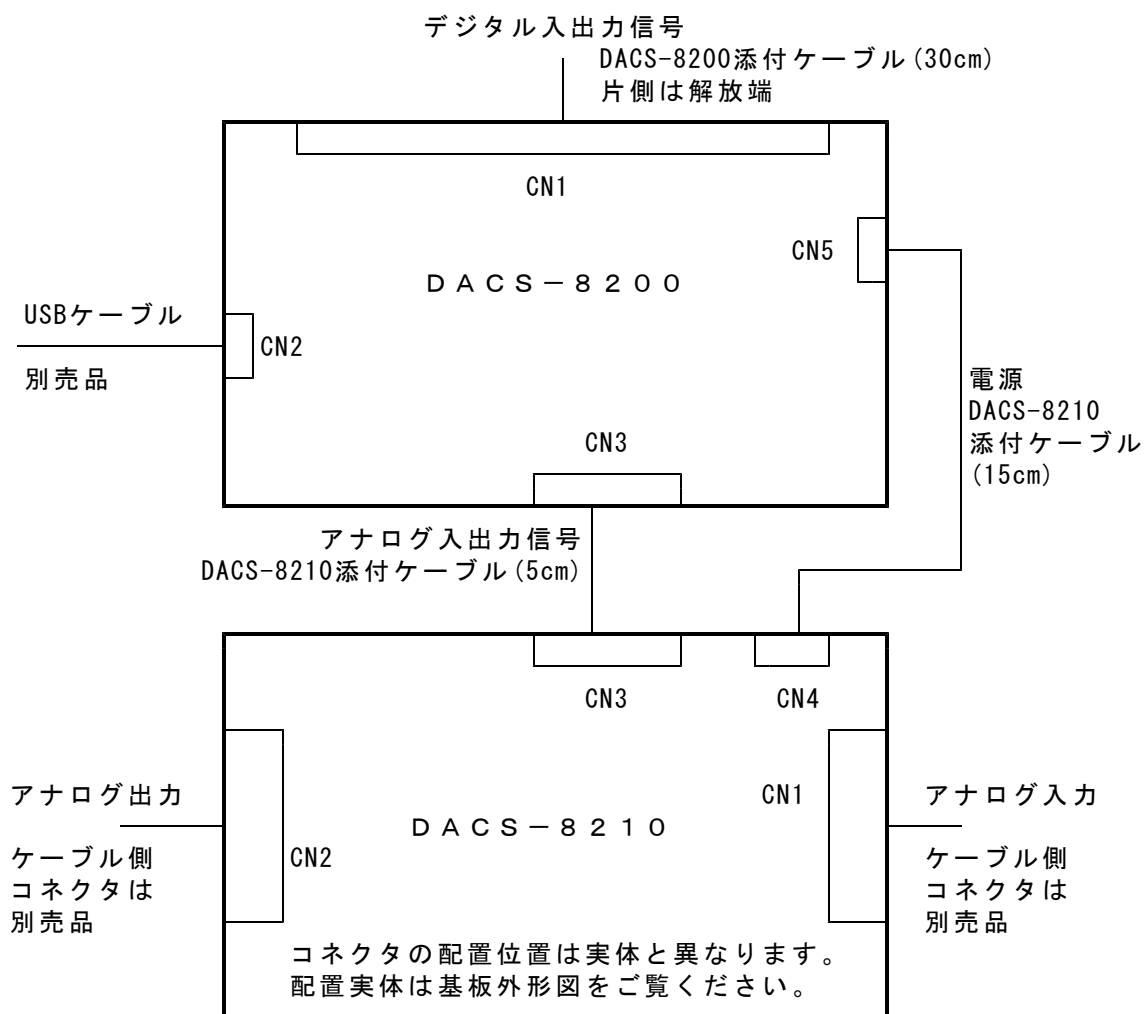 デジタル入出力信号
DACS-8200添付ケーブル(30cm)
片側は解放端
CN1
CN5
ＤＡＣＳ－８２００
USBケーブル
CN2
別売品
電源
DACS-8210
添付ケーブル
(15cm)
CN3
アナログ入出力信号
DACS-8210添付ケーブル(5cm)
CN3
CN4
アナログ出力
CN1
アナログ入力
ＤＡＣＳ－８２１０
ケーブル側
コネクタは
別売品
CN2
ケーブル側
コネクタは
別売品
コネクタの配置位置は実体と異なります。
配置実体は基板外形図をご覧ください。